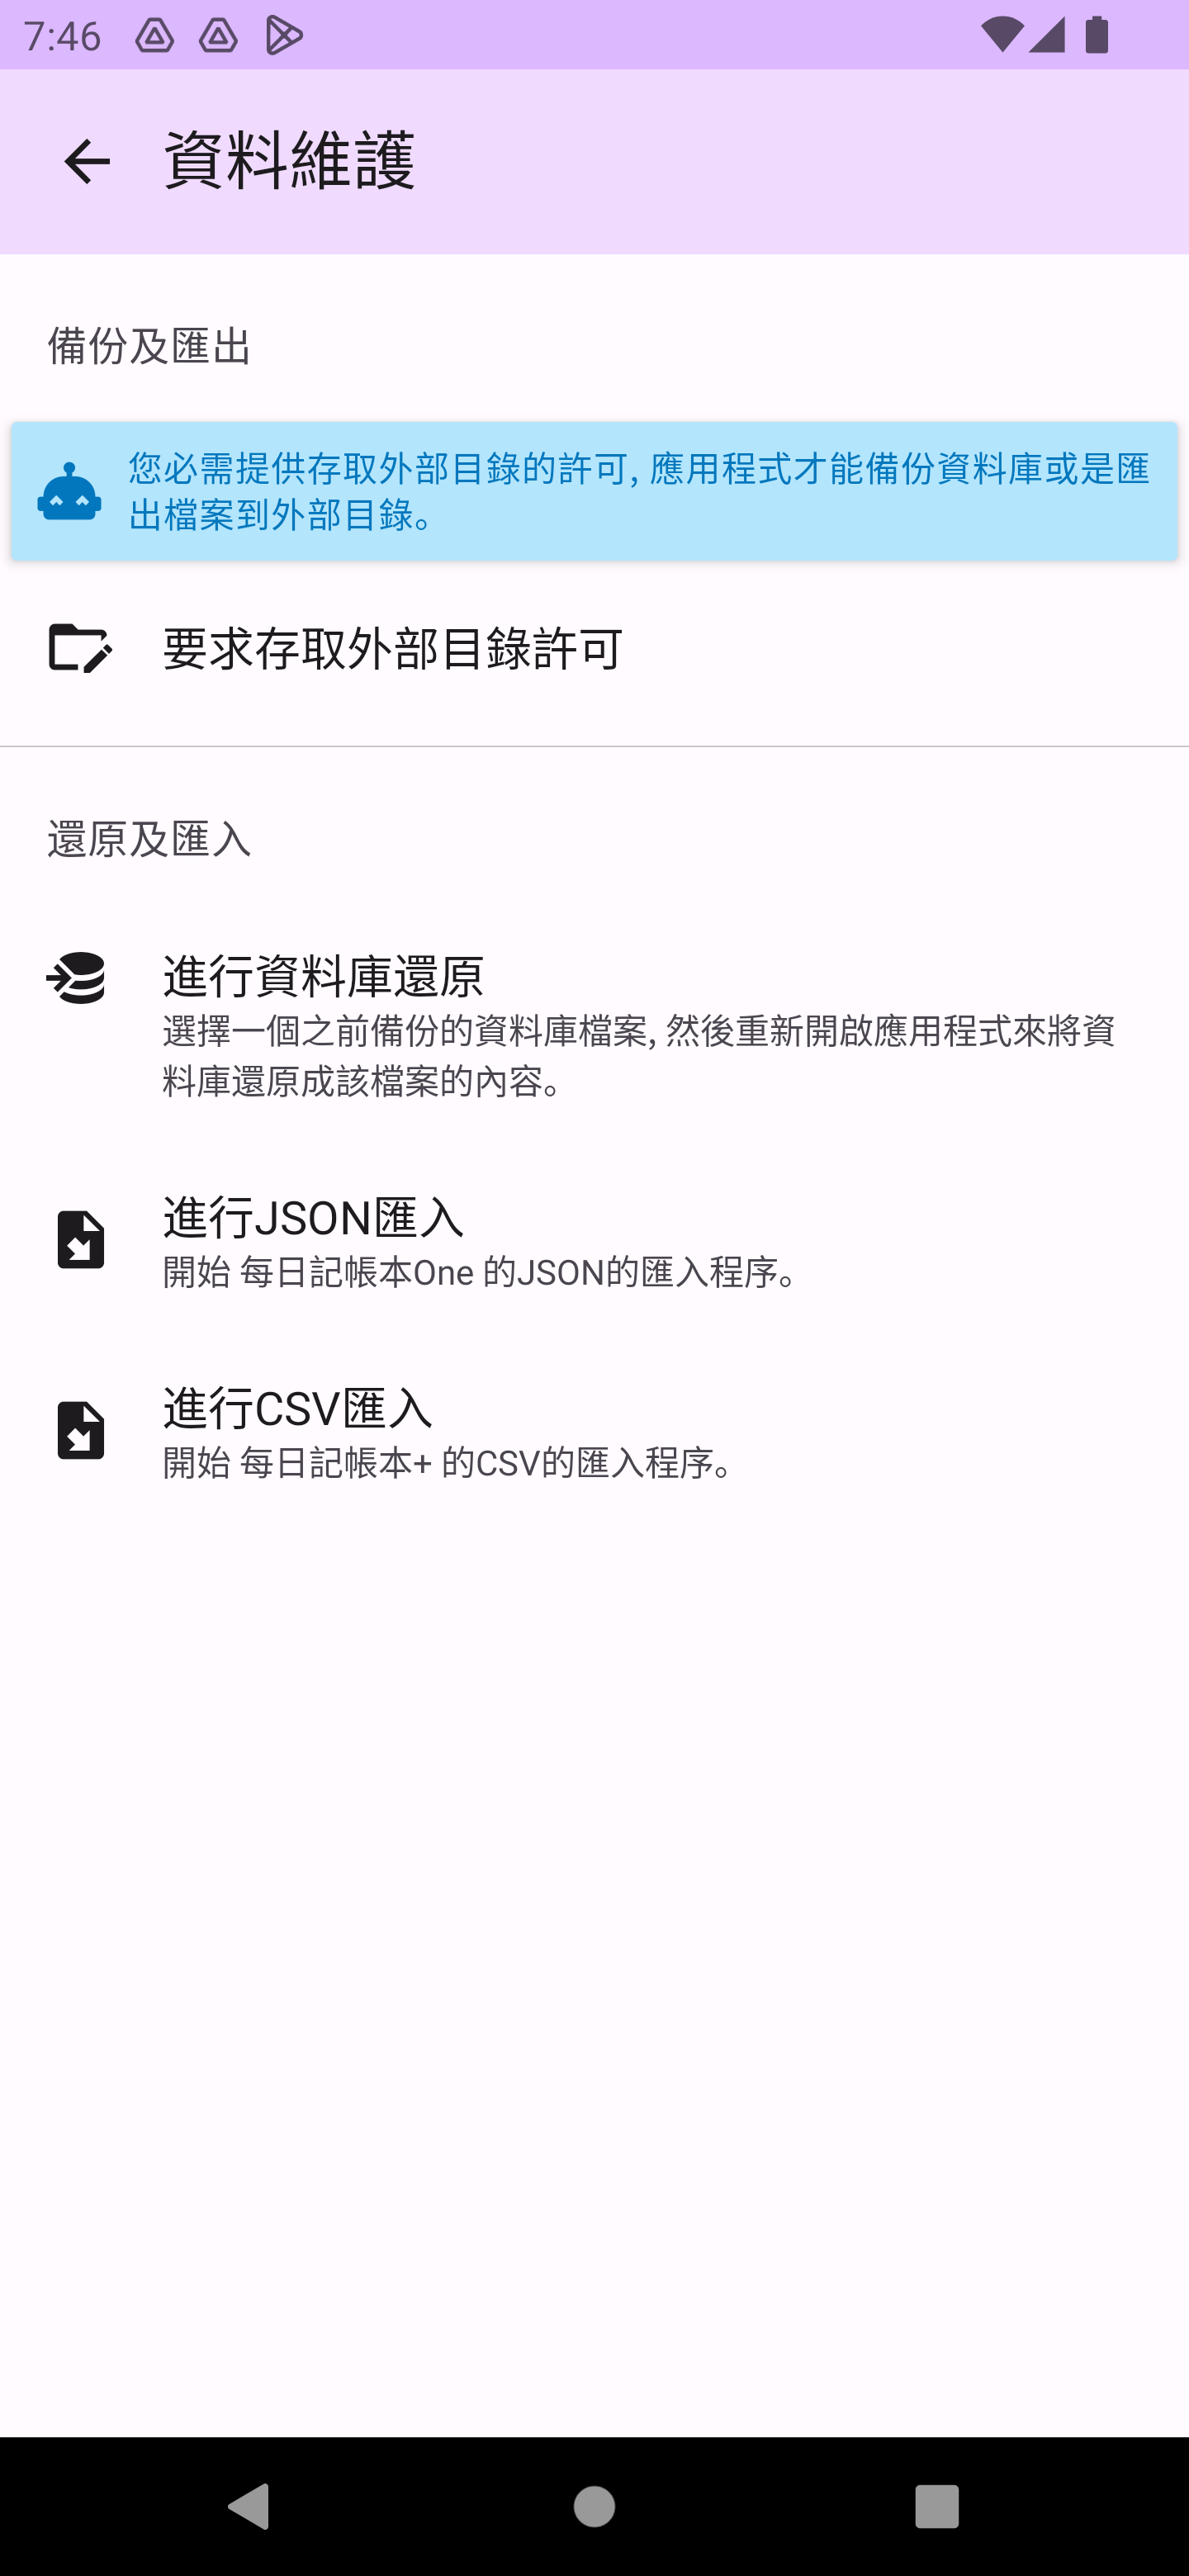 7:46
資料維護
備份及匯出
您必需提供存取外部目錄的許可, 應用程式才能備份資料庫或是匯
出檔案到外部目錄。
要求存取外部目錄許可
還原及匯入
進行資料庫還原
選擇一個之前備份的資料庫檔案, 然後重新開啟應用程式來將資
料庫還原成該檔案的內容。
進行JSON匯入
開始 每日記帳本One 的JSON的匯入程序。
進行CSV匯入
開始 每日記帳本+ 的CSV的匯入程序。